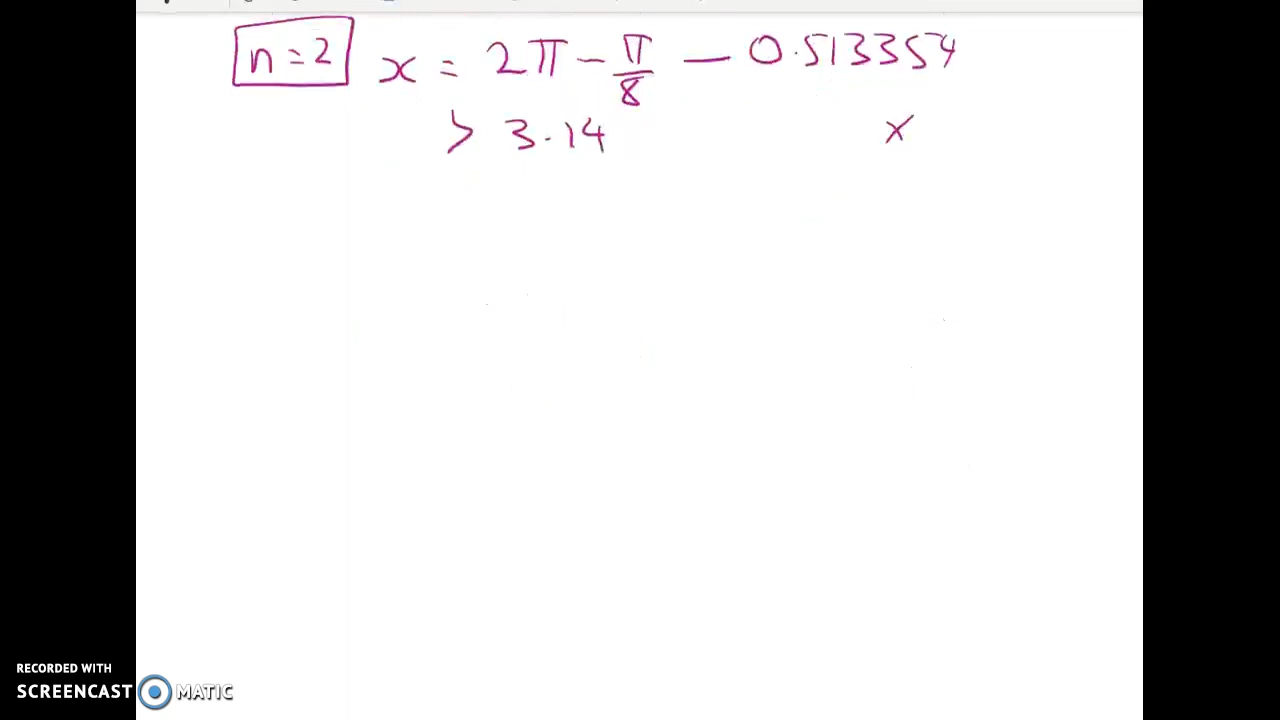 n = 2 x = 2π - π/8 - 0.513354
> 3.14 ×
RECORDED WITH
SCREENCAST MATIC